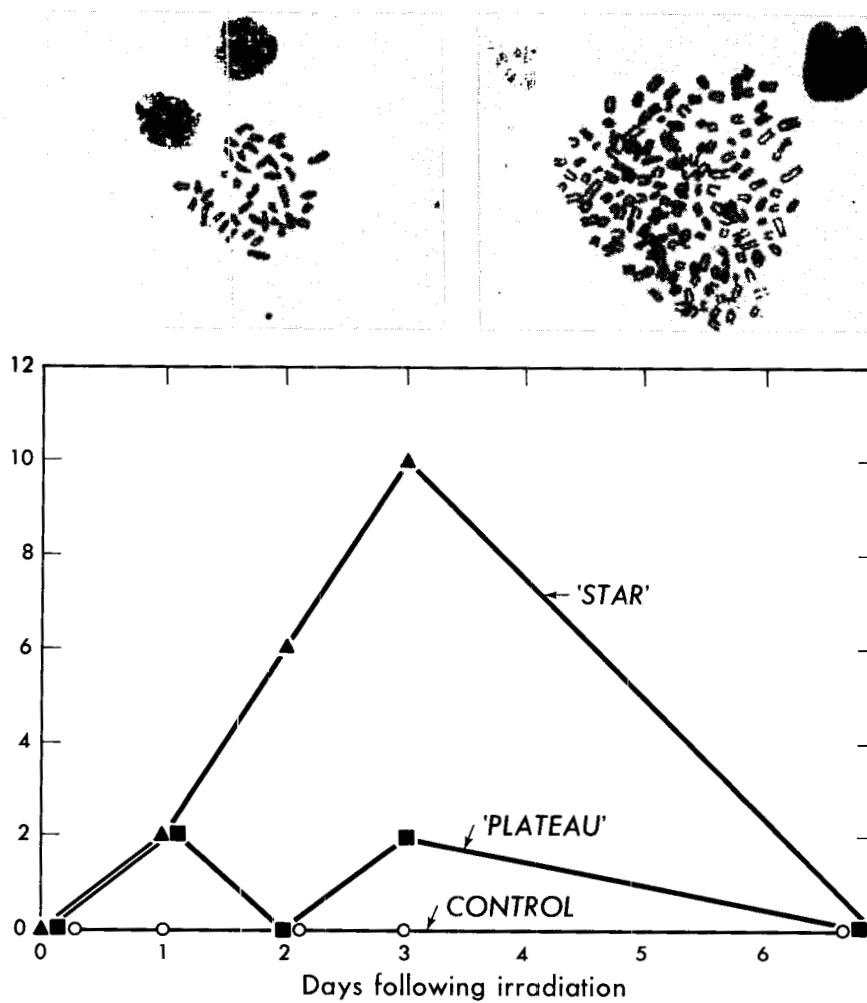 12
10
8
'STAR'
6
4
'PLATEAU'
2
CONTROL
0
0 1 2 3 4 5 6
Days following irradiation